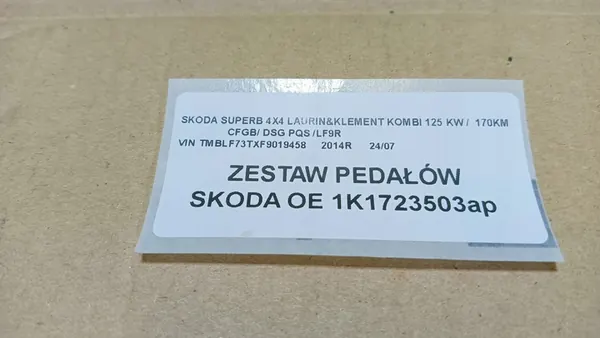 SKODA SUPERB 4X4 LAURIN&KLEMENT KOMBI 125 KW / 170KM
CFGB/ DSG PQS /LF9R
VIN TMBLF73TXF9019458 2014R 24/07
ZESTAW PEDAŁÓW
SKODA OE 1K1723503ap